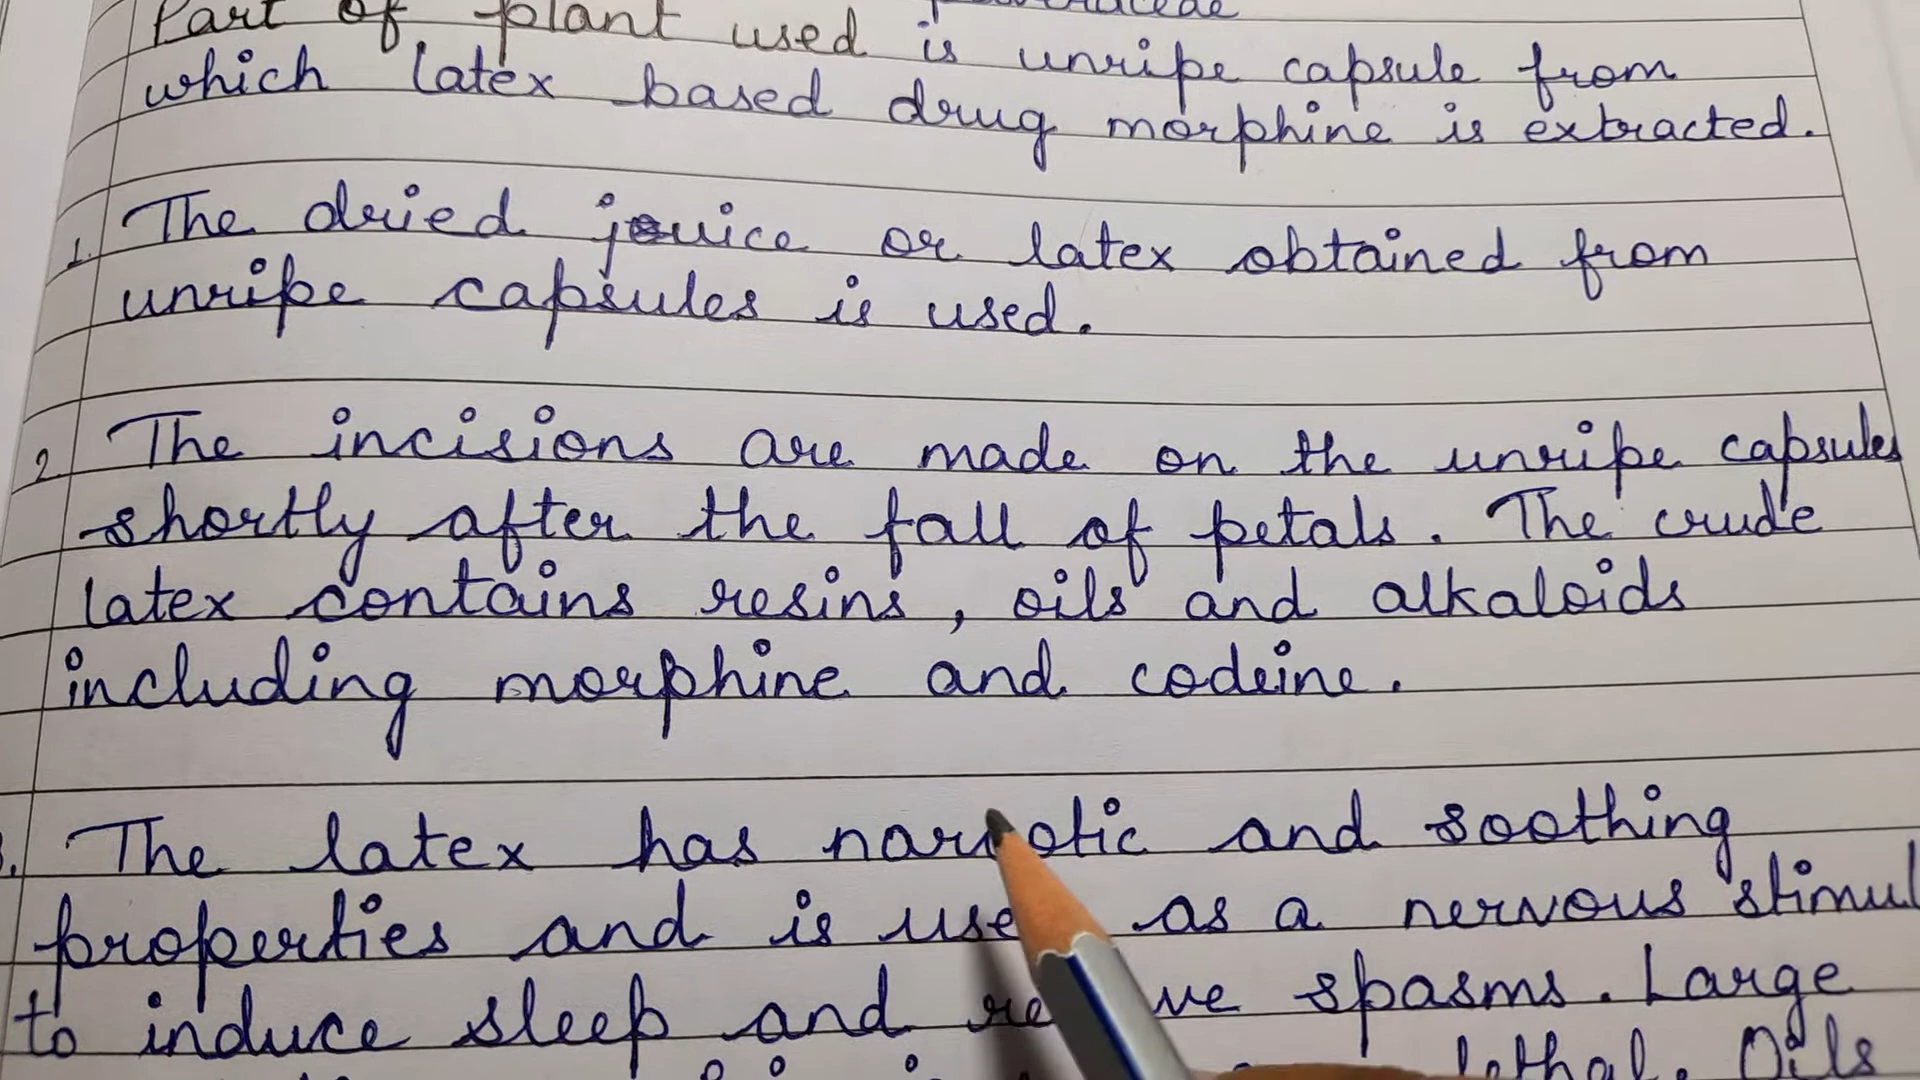 Part of plant used is unripe capsule from
which latex based drug morphine is extracted.
1. The dried juice or latex obtained from
unripe capsules is used.
2. The incisions are made on the unripe capsules
shortly after the fall of petals. The crude
latex contains resins, oils and alkaloids
including morphine and codeine.
The latex has narcotic and soothing
properties and is used as a nervous stimul
to induce sleep and ve spasms. Large
lethal. Oils